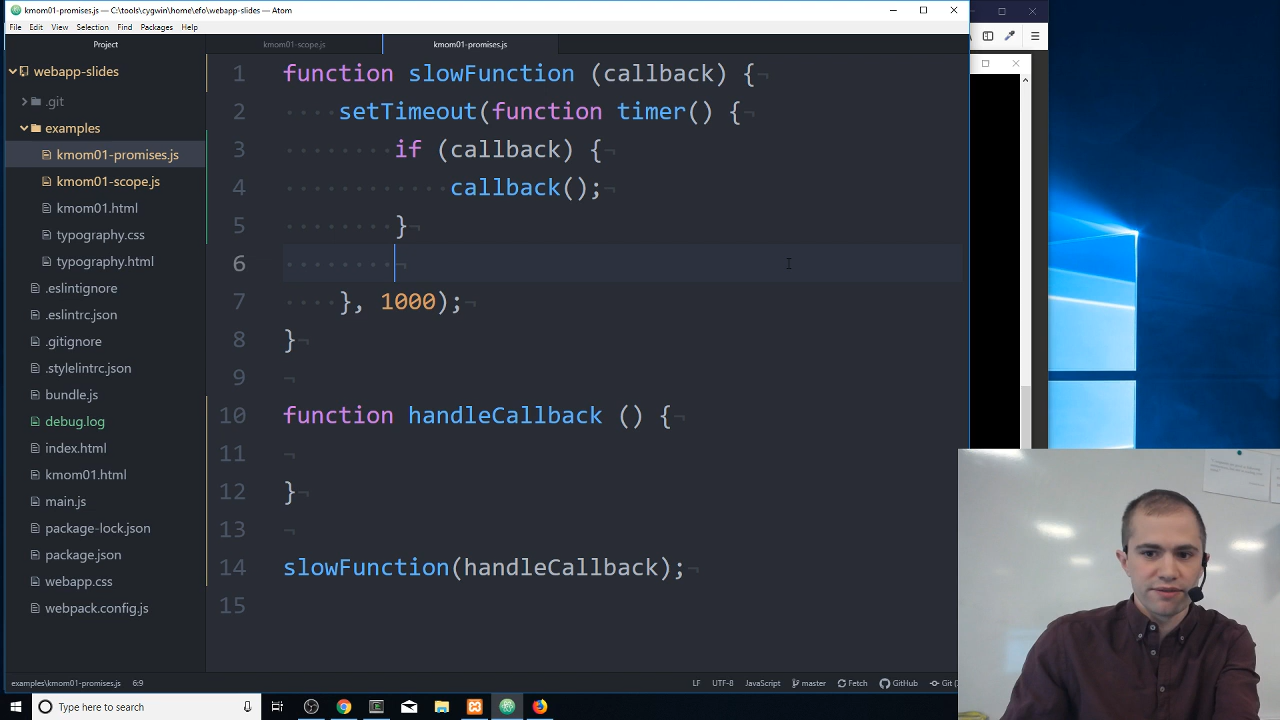 kmom01-promises.js — C:\tools\cygwin\home\efo\webapp-slides — Atom
File Edit View Selection Find Packages Help
Project
kmom01-scope.js
kmom01-promises.js
webapp-slides
.git
examples
kmom01-promises.js
kmom01-scope.js
kmom01.html
typography.css
typography.html
.eslintignore
.eslintrc.json
.gitignore
.stylelintrc.json
bundle.js
debug.log
index.html
kmom01.html
main.js
package-lock.json
package.json
webapp.css
webpack.config.js
1 function slowFunction (callback) {
2 setTimeout(function timer() {
3 if (callback) {
4 callback();
5 }
6
7 }, 1000);
8 }
9
10 function handleCallback () {
11
12 }
13
14 slowFunction(handleCallback);
15
examples\kmom01-promises.js 6:9
LF UTF-8 JavaScript master Fetch GitHub Git
Type here to search